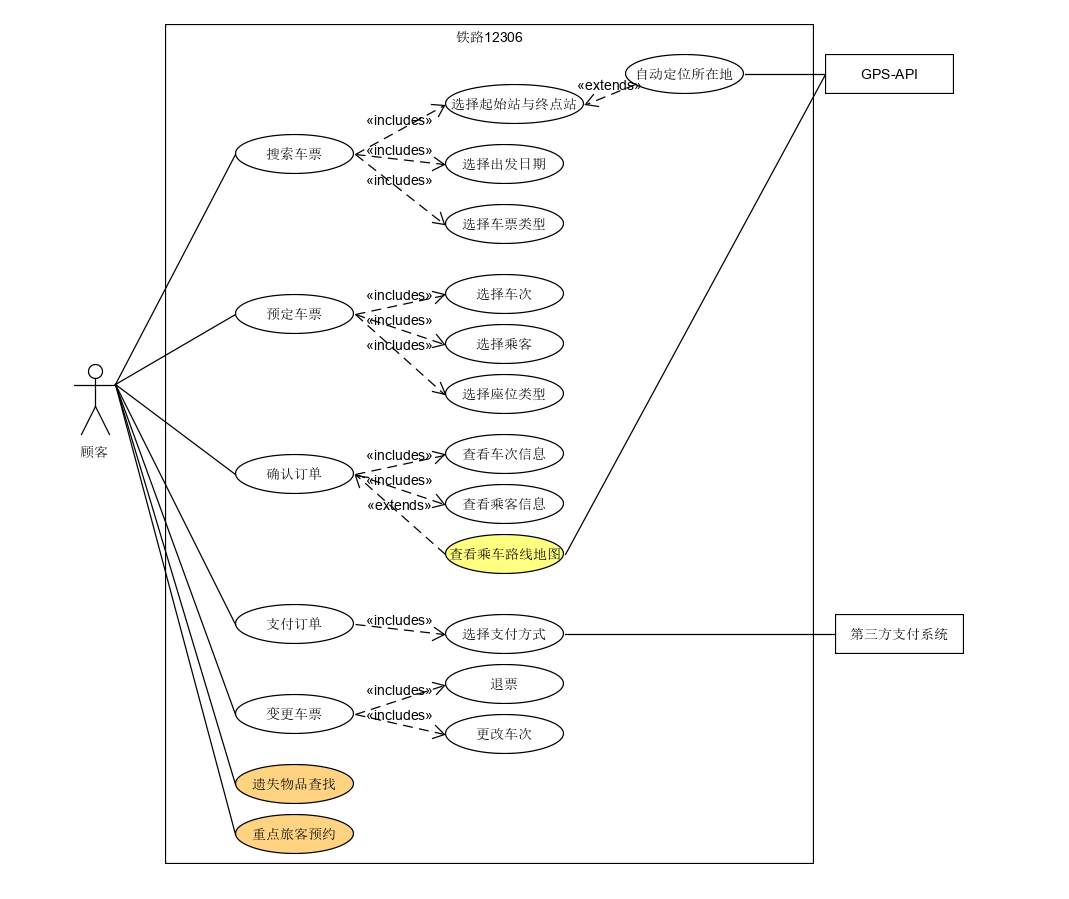 铁路12306
自动定位所在地
GPS-API
«extends»
选择起始站与终点站
«includes»
搜索车票
«includes»
选择出发日期
«includes»
选择车票类型
«includes»
选择车次
预定车票
«includes»
选择乘客
«includes»
选择座位类型
顾客
«includes»
查看车次信息
确认订单
«includes»
查看乘客信息
«extends»
查看乘车路线地图
支付订单
«includes»
选择支付方式
第三方支付系统
«includes»
退票
变更车票
«includes»
更改车次
遗失物品查找
重点旅客预约